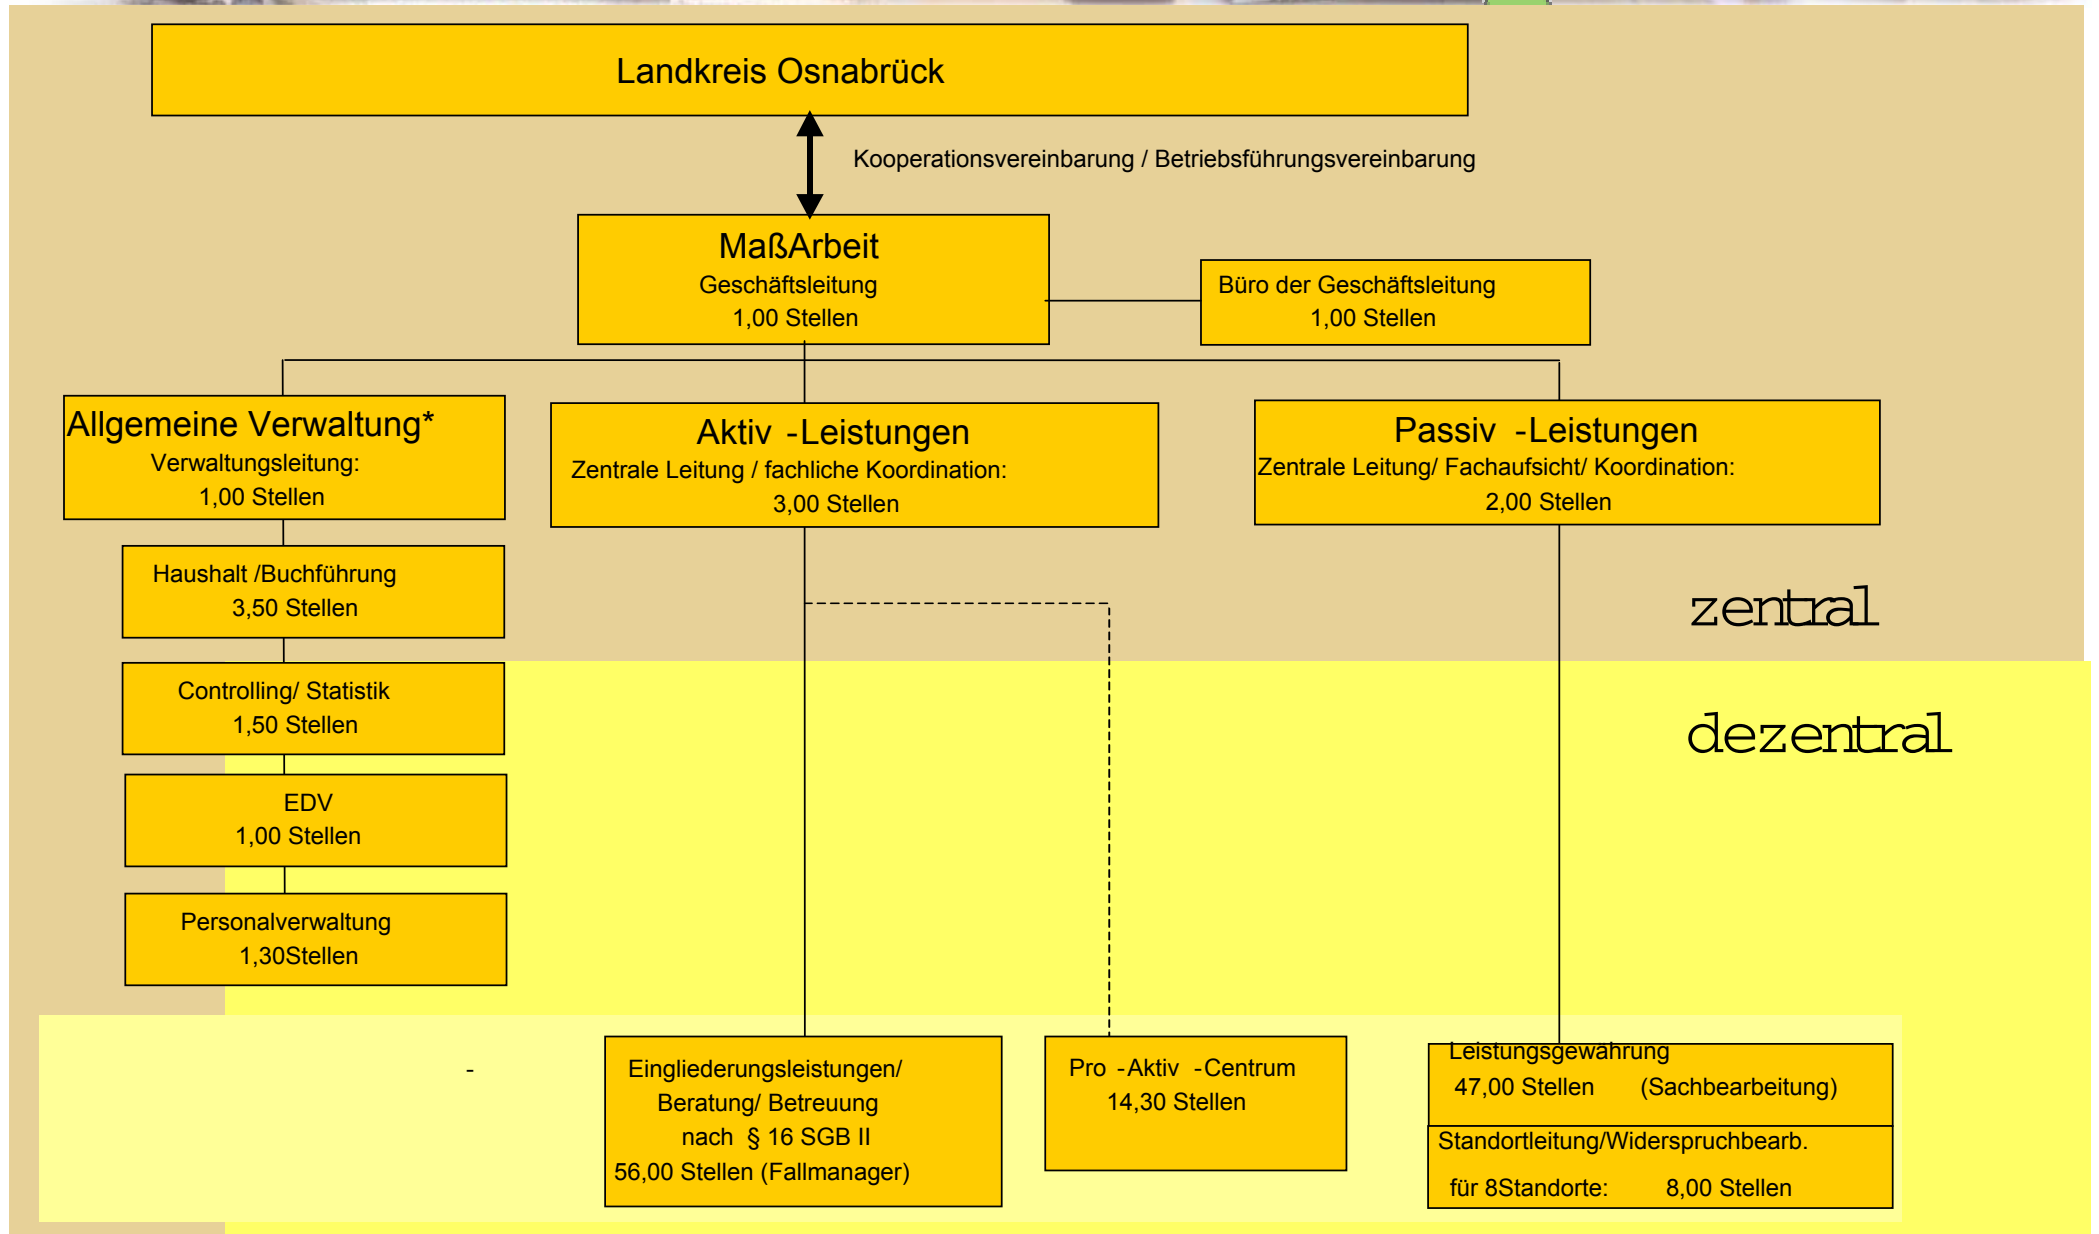 Landkreis Osnabrück
Kooperationsvereinbarung / Betriebsführungsvereinbarung
MaßArbeit
Geschäftsleitung
1,00 Stellen
Büro der Geschäftsleitung
1,00 Stellen
Allgemeine Verwaltung*
Verwaltungsleitung:
1,00 Stellen
Aktiv -Leistungen
Zentrale Leitung / fachliche Koordination:
3,00 Stellen
Passiv -Leistungen
Zentrale Leitung/ Fachaufsicht/ Koordination:
2,00 Stellen
Haushalt /Buchführung
3,50 Stellen
zentral
Controlling/ Statistik
1,50 Stellen
dezentral
EDV
1,00 Stellen
Personalverwaltung
1,30Stellen
-
Eingliederungsleistungen/
Beratung/ Betreuung
nach § 16 SGB II
56,00 Stellen (Fallmanager)
Pro -Aktiv -Centrum
14,30 Stellen
Leistungsgewährung
47,00 Stellen (Sachbearbeitung)
Standortleitung/Widerspruchbearb.
für 8Standorte: 8,00 Stellen